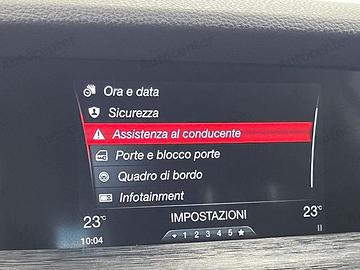 Ora e data
Sicurezza
Assistenza al conducente
Porte e blocco porte
Quadro di bordo
Infotainment
23°c IMPOSTAZIONI 23°c
10:04 1 2 3 4 5